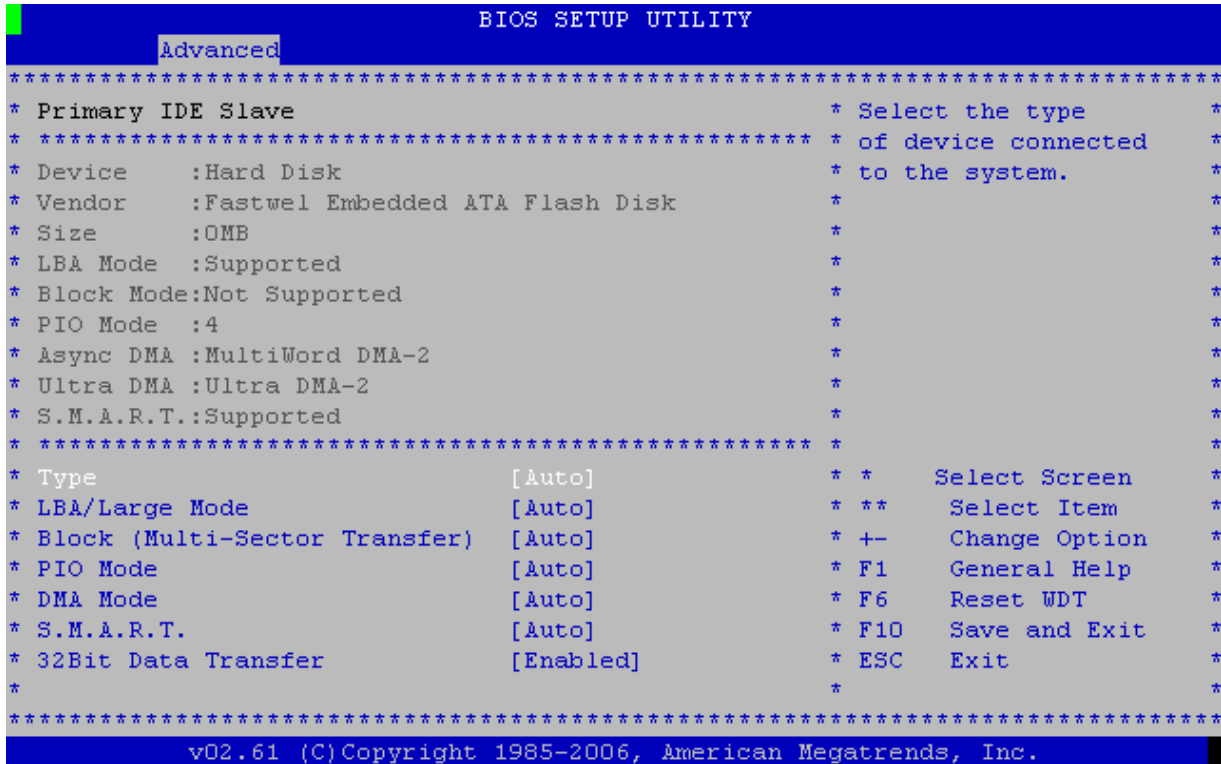 BIOS SETUP UTILITY
Advanced
********************************************************************************
* Primary IDE Slave * Select the type *
* *************************************************** * of device connected *
* Device :Hard Disk * to the system. *
* Vendor :Fastwel Embedded ATA Flash Disk * *
* Size :0MB * *
* LBA Mode :Supported * *
* Block Mode:Not Supported * *
* PIO Mode :4 * *
* Async DMA :MultiWord DMA-2 * *
* Ultra DMA :Ultra DMA-2 * *
* S.M.A.R.T.:Supported * *
* *************************************************** * *
* Type [Auto] * * Select Screen *
* LBA/Large Mode [Auto] * ** Select Item *
* Block (Multi-Sector Transfer) [Auto] * +- Change Option *
* PIO Mode [Auto] * F1 General Help *
* DMA Mode [Auto] * F6 Reset WDT *
* S.M.A.R.T. [Auto] * F10 Save and Exit *
* 32Bit Data Transfer [Enabled] * ESC Exit *
* * *
********************************************************************************
v02.61 (C)Copyright 1985-2006, American Megatrends, Inc.